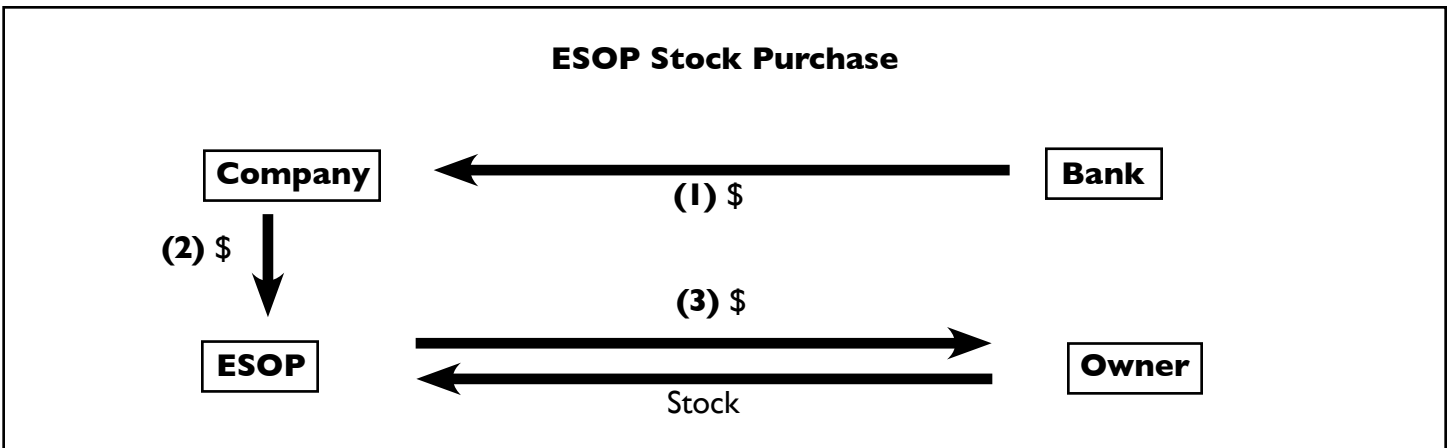 ESOP Stock Purchase
Company
Bank
(1) $
(2) $
(3) $
ESOP
Owner
Stock